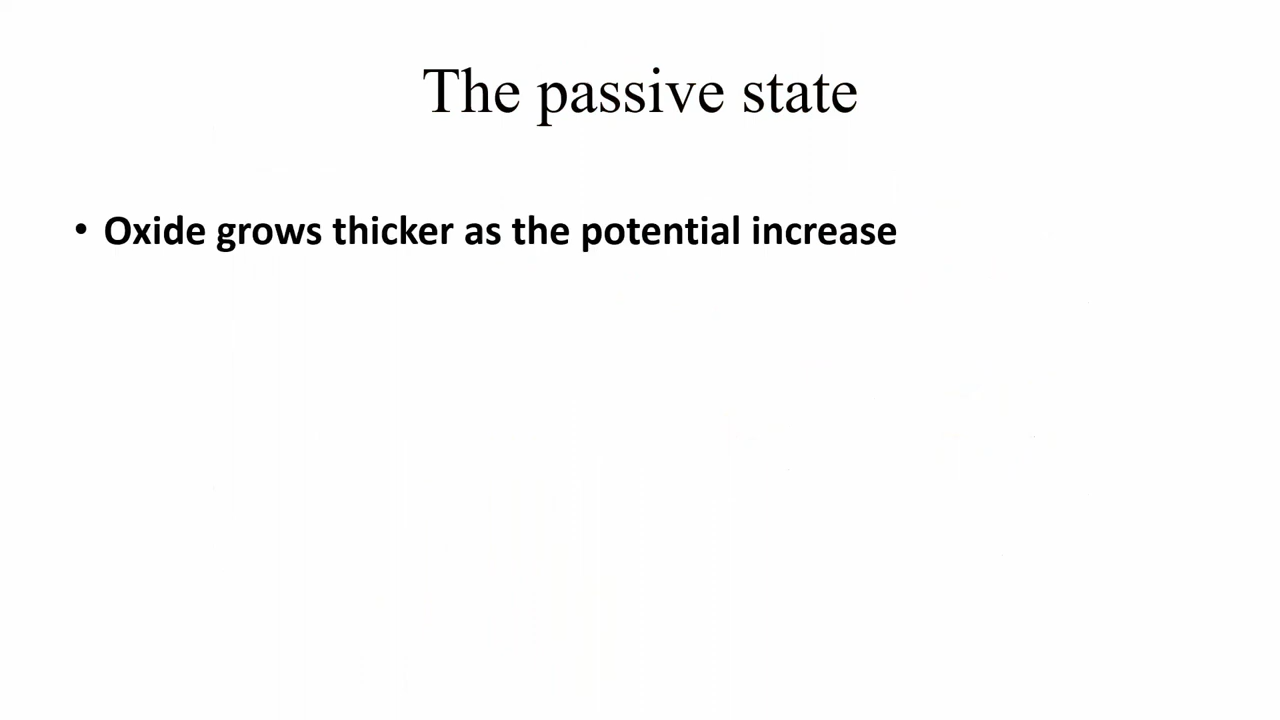 The passive state
• Oxide grows thicker as the potential increase